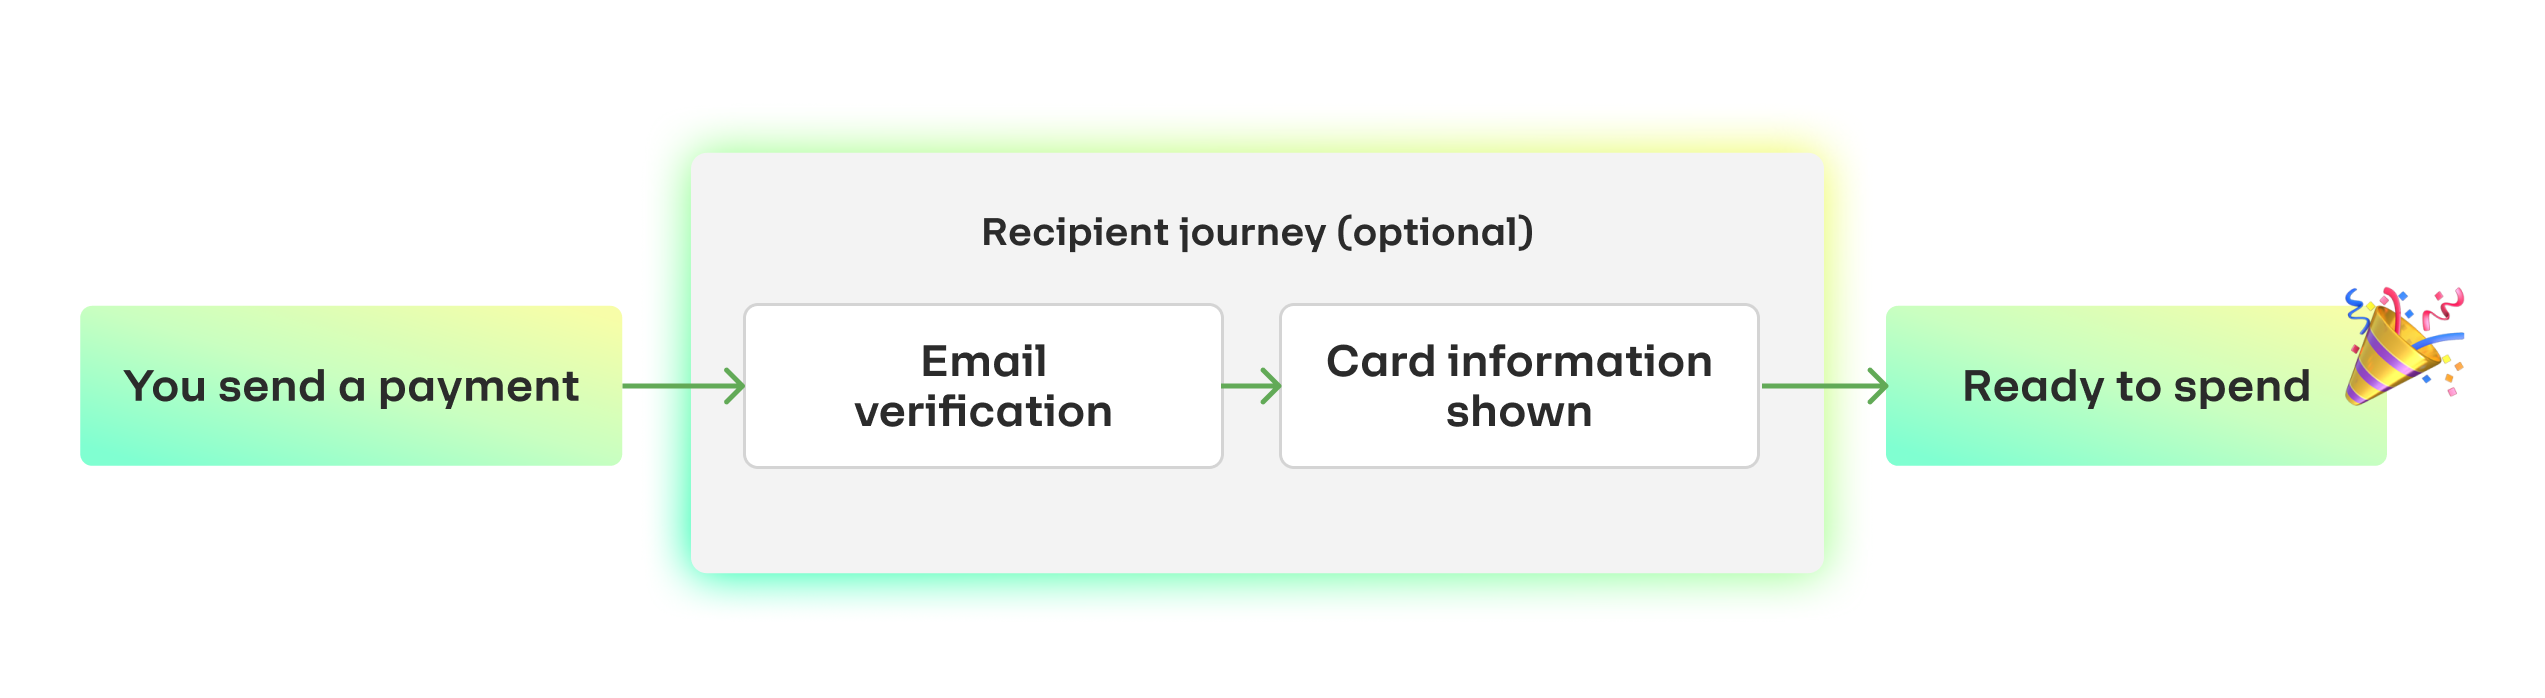 Recipient journey (optional)
You send a payment
Email
verification
Card information
shown
Ready to spend